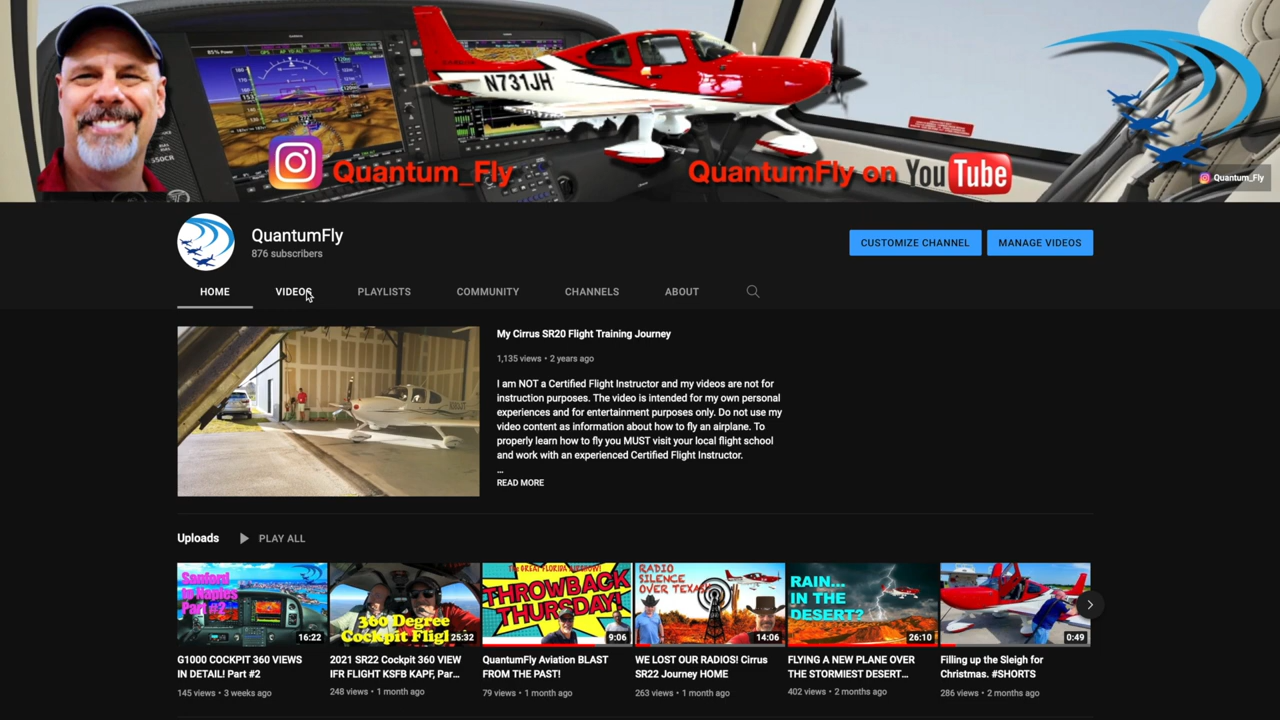 85% Power
550CR
N731JH
Quantum_Fly
QuantumFly on YouTube
Quantum_Fly
QuantumFly
876 subscribers
CUSTOMIZE CHANNEL
MANAGE VIDEOS
HOME
VIDEOS
PLAYLISTS
COMMUNITY
CHANNELS
ABOUT
My Cirrus SR20 Flight Training Journey
1,135 views • 2 years ago
I am NOT a Certified Flight Instructor and my videos are not for
instruction purposes. The video is intended for my own personal
experiences and for entertainment purposes only. Do not use my
video content as information about how to fly an airplane. To
properly learn how to fly you MUST visit your local flight school
and work with an experienced Certified Flight Instructor.
...
READ MORE
Uploads
PLAY ALL
Sanford
to Naples
Part #2
16:22
G1000 COCKPIT 360 VIEWS
IN DETAIL! Part #2
145 views • 3 weeks ago
360 Degree
Cockpit Fligh
25:32
2021 SR22 Cockpit 360 VIEW
IFR FLIGHT KSFB KAPF, Par...
248 views • 1 month ago
THE GREAT FLORIDA AIRSHOW!
THROWBACK
THURSDAY!
9:06
QuantumFly Aviation BLAST
FROM THE PAST!
79 views • 1 month ago
RADIO
SILENCE
OVER TEXAS
14:06
WE LOST OUR RADIOS! Cirrus
SR22 Journey HOME
263 views • 1 month ago
RAIN...
IN THE
DESERT?
26:10
FLYING A NEW PLANE OVER
THE STORMIEST DESERT...
402 views • 2 months ago
0:49
Filling up the Sleigh for
Christmas. #SHORTS
286 views • 2 months ago